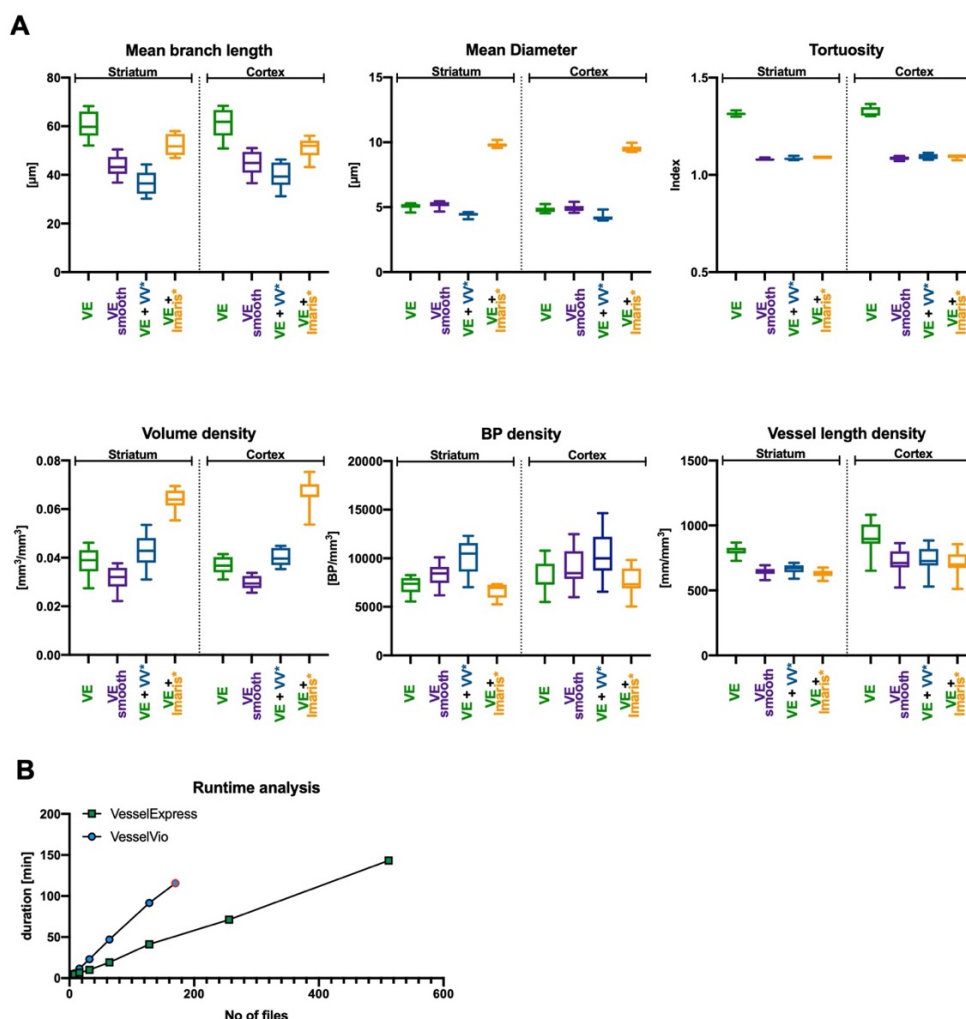 A
Mean branch length
Striatum Cortex
80
60
40
20
0
[µm]
VE
VE smooth
VE + VV*
VE + Imaris*
VE
VE smooth
VE + VV*
VE + Imaris*
Mean Diameter
Striatum Cortex
15
10
5
0
[µm]
VE
VE smooth
VE + VV*
VE + Imaris*
VE
VE smooth
VE + VV*
VE + Imaris*
Tortuosity
Striatum Cortex
1.5
1.0
0.5
Index
VE
VE smooth
VE + VV*
VE + Imaris*
VE
VE smooth
VE + VV*
VE + Imaris*
Volume density
Striatum Cortex
0.08
0.06
0.04
0.02
0.00
[mm³/mm³]
VE
VE smooth
VE + VV*
VE + Imaris*
VE
VE smooth
VE + VV*
VE + Imaris*
BP density
Striatum Cortex
20000
15000
10000
5000
0
[BP/mm³]
VE
VE smooth
VE + VV*
VE + Imaris*
VE
VE smooth
VE + VV*
VE + Imaris*
Vessel length density
Striatum Cortex
1500
1000
500
0
[mm/mm³]
VE
VE smooth
VE + VV*
VE + Imaris*
VE
VE smooth
VE + VV*
VE + Imaris*
B
Runtime analysis
VesselExpress
VesselVio
200
150
100
50
0
duration [min]
0 200 400 600
No of files